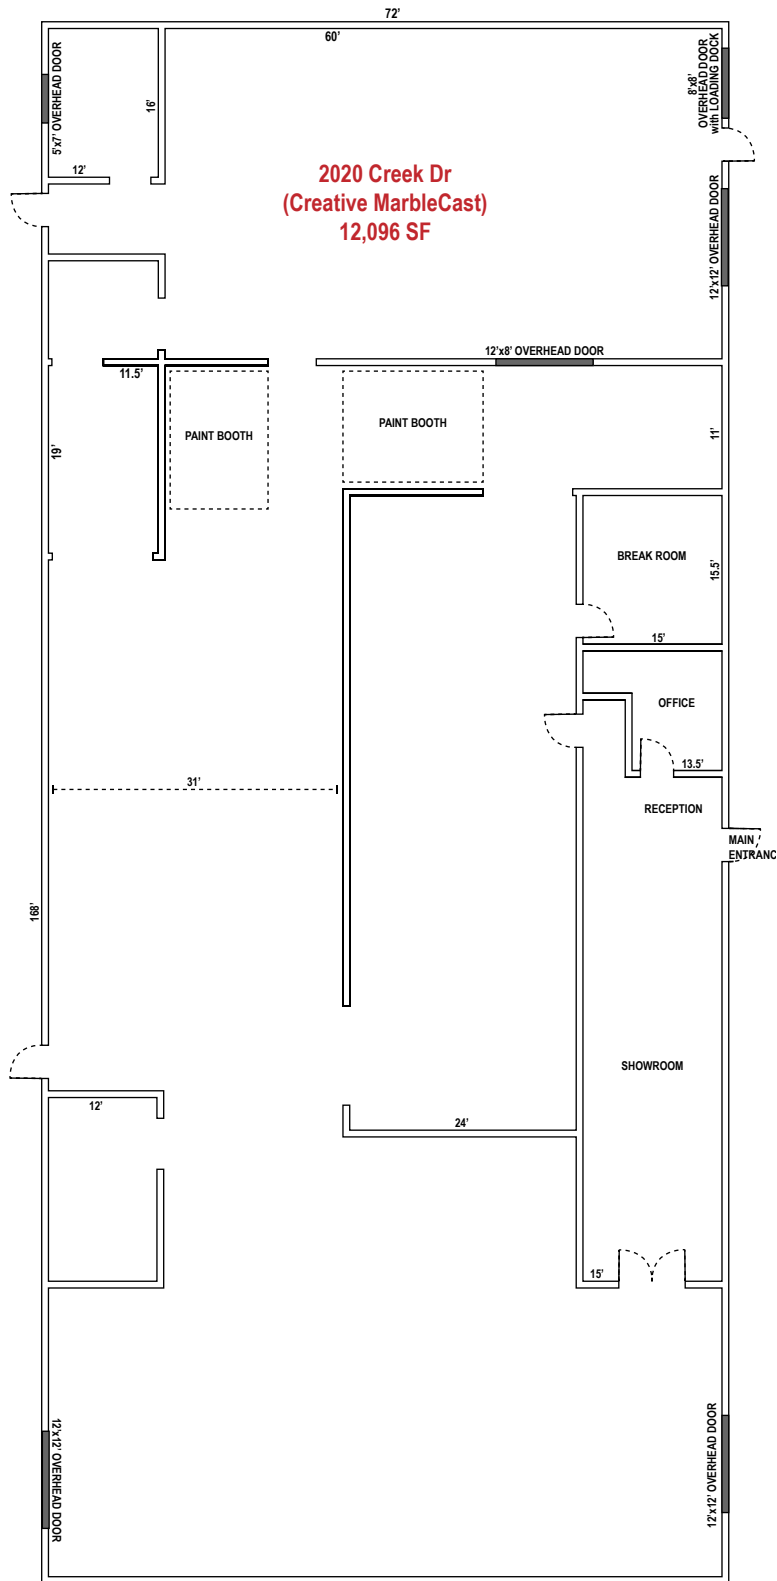 72'
60'
5'x7' OVERHEAD DOOR
16'
8'x8'
OVERHEAD DOOR
with LOADING DOCK
12'
2020 Creek Dr
(Creative MarbleCast)
12,096 SF
12'x12' OVERHEAD DOOR
12'x8' OVERHEAD DOOR
11.5'
PAINT BOOTH
PAINT BOOTH
11'
19'
BREAK ROOM
15.5'
15'
OFFICE
13.5'
31'
RECEPTION
MAIN
ENTRANC
168'
SHOWROOM
12'
24'
15'
12'x12' OVERHEAD DOOR
12'x12' OVERHEAD DOOR